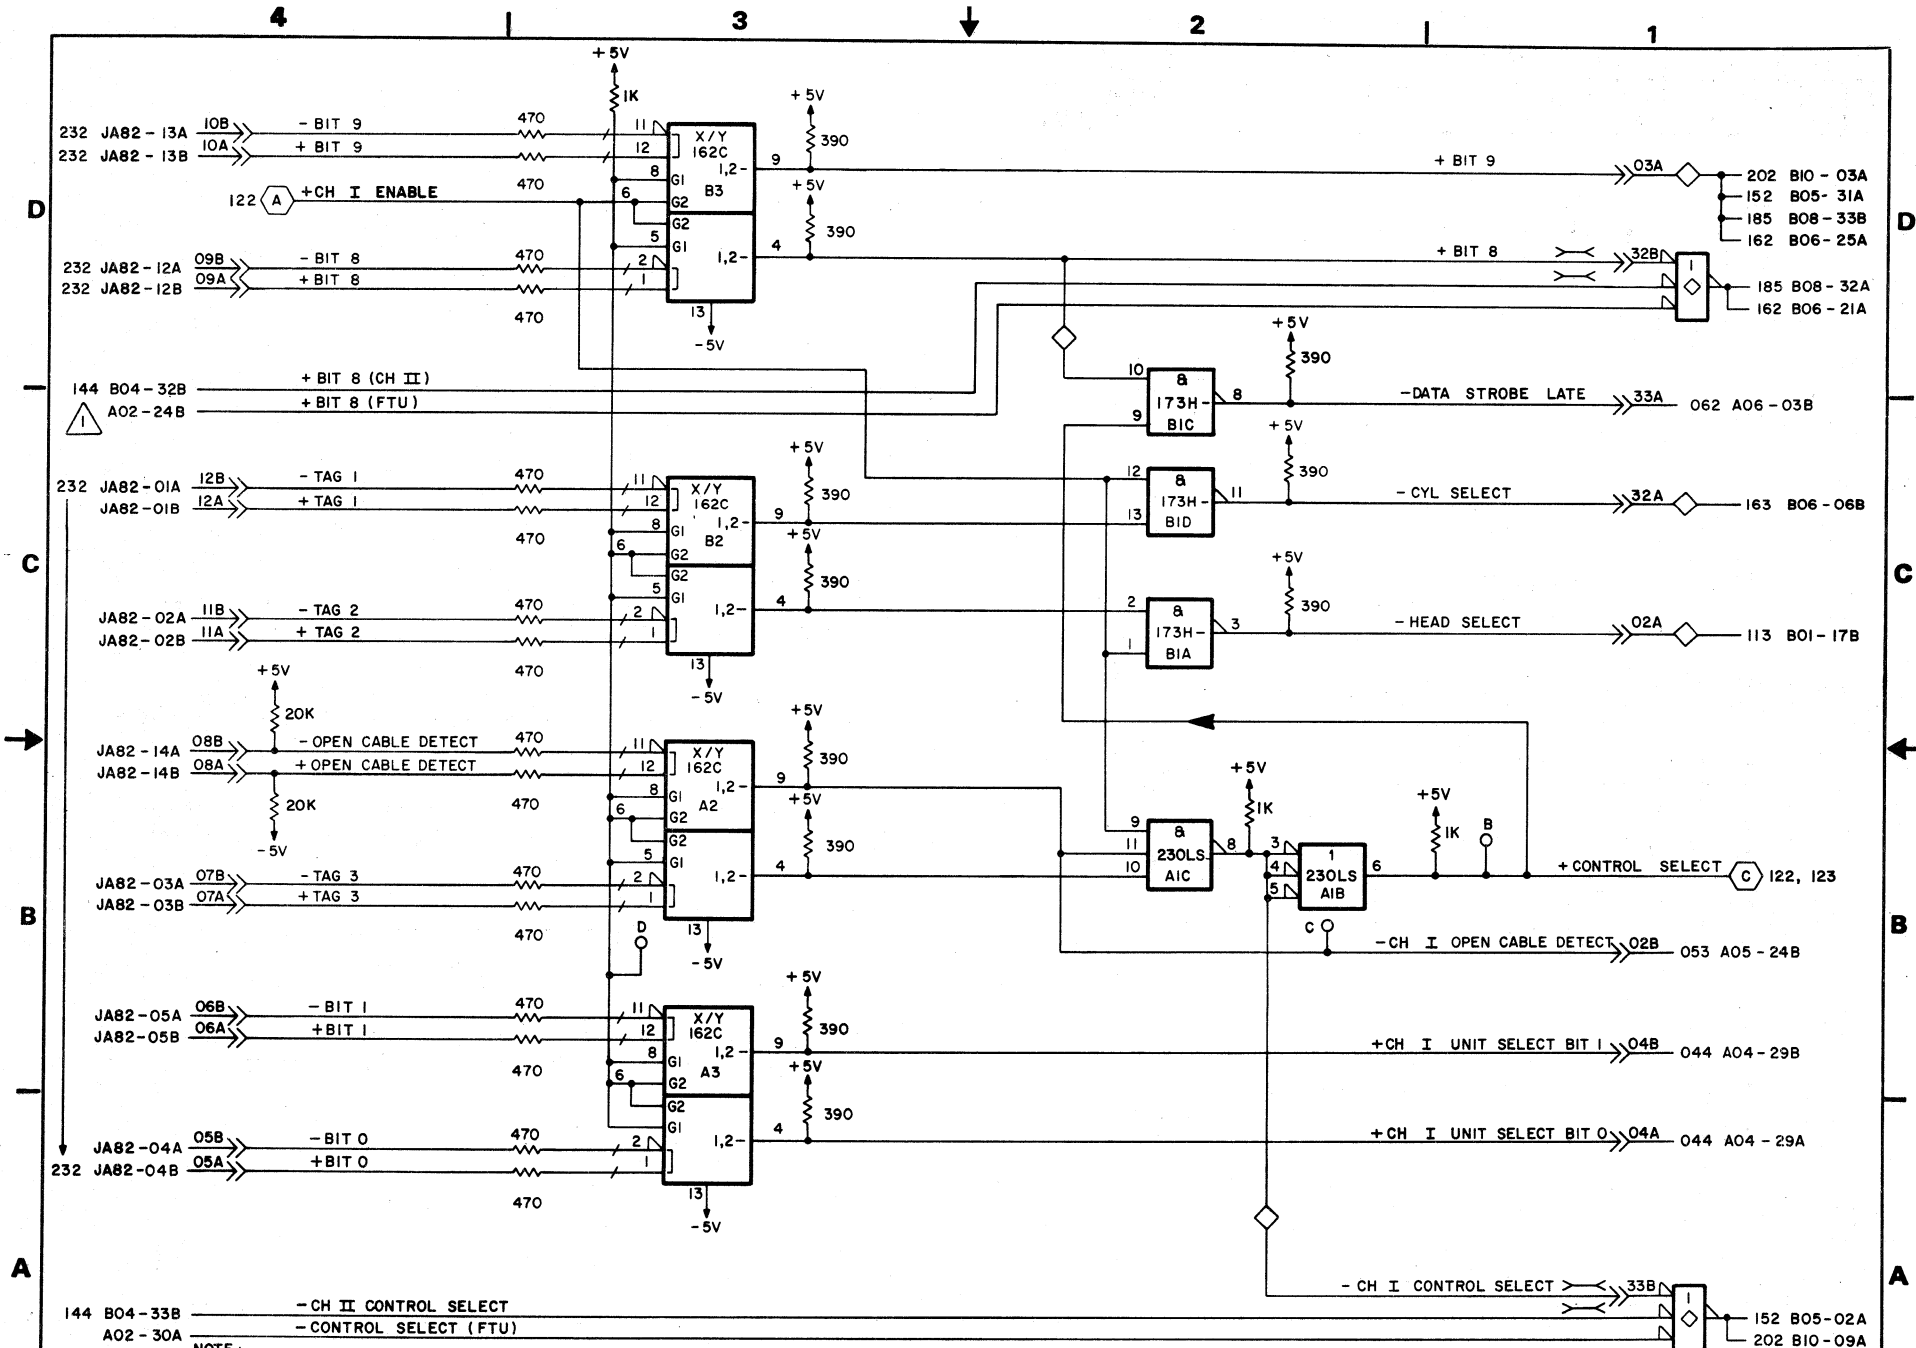 4 3 2 1
+5V
1K
232 JA82-13A 10B -BIT 9 470 11
232 JA82-13B 10A +BIT 9 470 12
X/Y
162C
1,2-
B3
8 G1
6 G2
G2
5 G1
1,2-
122 A +CH I ENABLE
9 +5V 390
+BIT 9 03A
202 B10-03A
152 B05-31A
185 B08-33B
162 B06-25A
D D
232 JA82-12A 09B -BIT 8 470 2
232 JA82-12B 09A +BIT 8 470 1
13
-5V
4 +5V 390
+BIT 8 32B
1
185 B08-32A
162 B06-21A
144 B04-32B +BIT 8 (CH II)
1 A02-24B +BIT 8 (FTU)
10 & 8
173H-
9 B1C
+5V
390
-DATA STROBE LATE 33A 062 A06-03B
232 JA82-01A 12B -TAG 1 470 11
JA82-01B 12A +TAG 1 470 12
X/Y
162C
1,2-
B2
8 G1
6 G2
G2
5 G1
1,2-
9 +5V 390
12 & 11
173H-
13 B1D
+5V
390
-CYL SELECT 32A 163 B06-06B
C C
JA82-02A 11B -TAG 2 470 2
JA82-02B 11A +TAG 2 470 1
13
-5V
4 +5V 390
2 & 3
173H-
1 B1A
+5V
390
-HEAD SELECT 02A 113 B01-17B
+5V
20K
JA82-14A 08B -OPEN CABLE DETECT 470 11
JA82-14B 08A +OPEN CABLE DETECT 470 12
20K
-5V
X/Y
162C
1,2-
A2
8 G1
6 G2
G2
5 G1
1,2-
9 +5V 390
JA82-03A 07B -TAG 3 470 2
JA82-03B 07A +TAG 3 470 1
13
-5V
4 +5V 390
9 & 8
11 230LS
10 A1C
+5V
1K
3 1
4 230LS 6
5 A1B
+5V
1K
B
+CONTROL SELECT C 122, 123
B B
D
C
-CH I OPEN CABLE DETECT 02B 053 A05-24B
JA82-05A 06B -BIT 1 470 11
JA82-05B 06A +BIT 1 470 12
X/Y
162C
1,2-
A3
8 G1
6 G2
G2
G1
1,2-
9 +5V 390
+CH I UNIT SELECT BIT 1 04B 044 A04-29B
JA82-04A 05B -BIT 0 470 2
232 JA82-04B 05A +BIT 0 470 1
13
-5V
4 +5V 390
+CH I UNIT SELECT BIT 0 04A 044 A04-29A
A A
-CH I CONTROL SELECT 33B
144 B04-33B -CH II CONTROL SELECT
A02-30A -CONTROL SELECT (FTU)
1
152 B05-02A
202 B10-09A
NOTE: